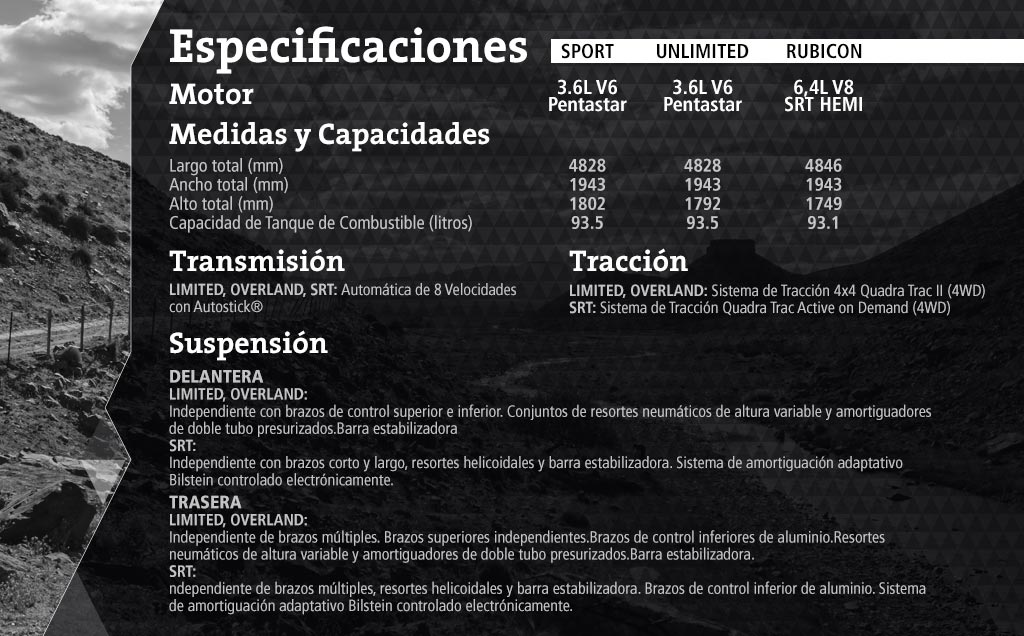 Especificaciones SPORT UNLIMITED RUBICON
Motor 3.6L V6 3.6L V6 6,4L V8
Pentastar Pentastar SRT HEMI
Medidas y Capacidades
Largo total (mm) 4828 4828 4846
Ancho total (mm) 1943 1943 1943
Alto total (mm) 1802 1792 1749
Capacidad de Tanque de Combustible (litros) 93.5 93.5 93.1
Transmisión
LIMITED, OVERLAND, SRT: Automática de 8 Velocidades
con Autostick®
Tracción
LIMITED, OVERLAND: Sistema de Tracción 4x4 Quadra Trac II (4WD)
SRT: Sistema de Tracción Quadra Trac Active on Demand (4WD)
Suspensión
DELANTERA
LIMITED, OVERLAND:
Independiente con brazos de control superior e inferior. Conjuntos de resortes neumáticos de altura variable y amortiguadores
de doble tubo presurizados.Barra estabilizadora
SRT:
Independiente con brazos corto y largo, resortes helicoidales y barra estabilizadora. Sistema de amortiguación adaptativo
Bilstein controlado electrónicamente.
TRASERA
LIMITED, OVERLAND:
Independiente de brazos múltiples. Brazos superiores independientes.Brazos de control inferiores de aluminio.Resortes
neumáticos de altura variable y amortiguadores de doble tubo presurizados.Barra estabilizadora.
SRT:
ndependiente de brazos múltiples, resortes helicoidales y barra estabilizadora. Brazos de control inferior de aluminio. Sistema
de amortiguación adaptativo Bilstein controlado electrónicamente.